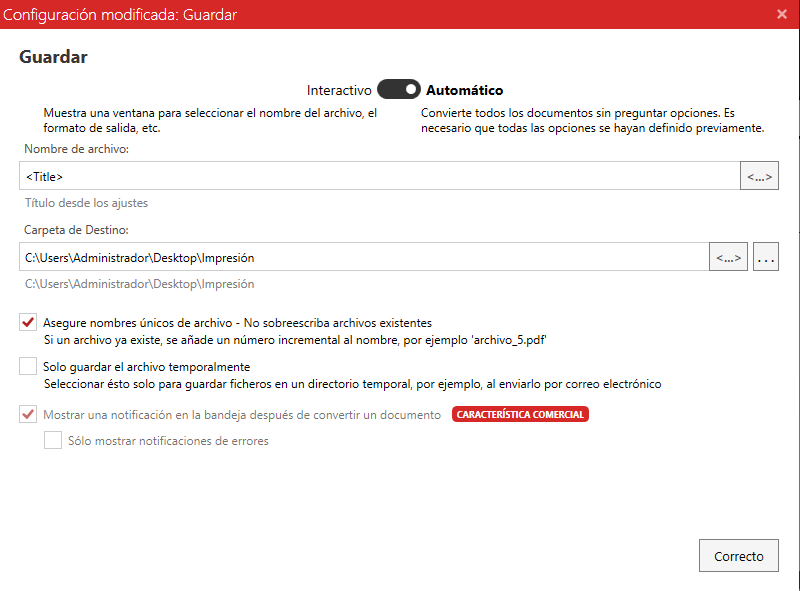 Configuración modificada: Guardar
Guardar
Interactivo Automático
Muestra una ventana para seleccionar el nombre del archivo, el
formato de salida, etc.
Convierte todos los documentos sin preguntar opciones. Es
necesario que todas las opciones se hayan definido previamente.
Nombre de archivo:
<Title> <...>
Título desde los ajustes
Carpeta de Destino:
C:\Users\Administrador\Desktop\Impresión <...> ...
C:\Users\Administrador\Desktop\Impresión
Asegure nombres únicos de archivo - No sobreescriba archivos existentes
Si un archivo ya existe, se añade un número incremental al nombre, por ejemplo 'archivo_5.pdf'
Solo guardar el archivo temporalmente
Seleccionar ésto solo para guardar ficheros en un directorio temporal, por ejemplo, al enviarlo por correo electrónico
Mostrar una notificación en la bandeja después de convertir un documento CARACTERÍSTICA COMERCIAL
Sólo mostrar notificaciones de errores
Correcto